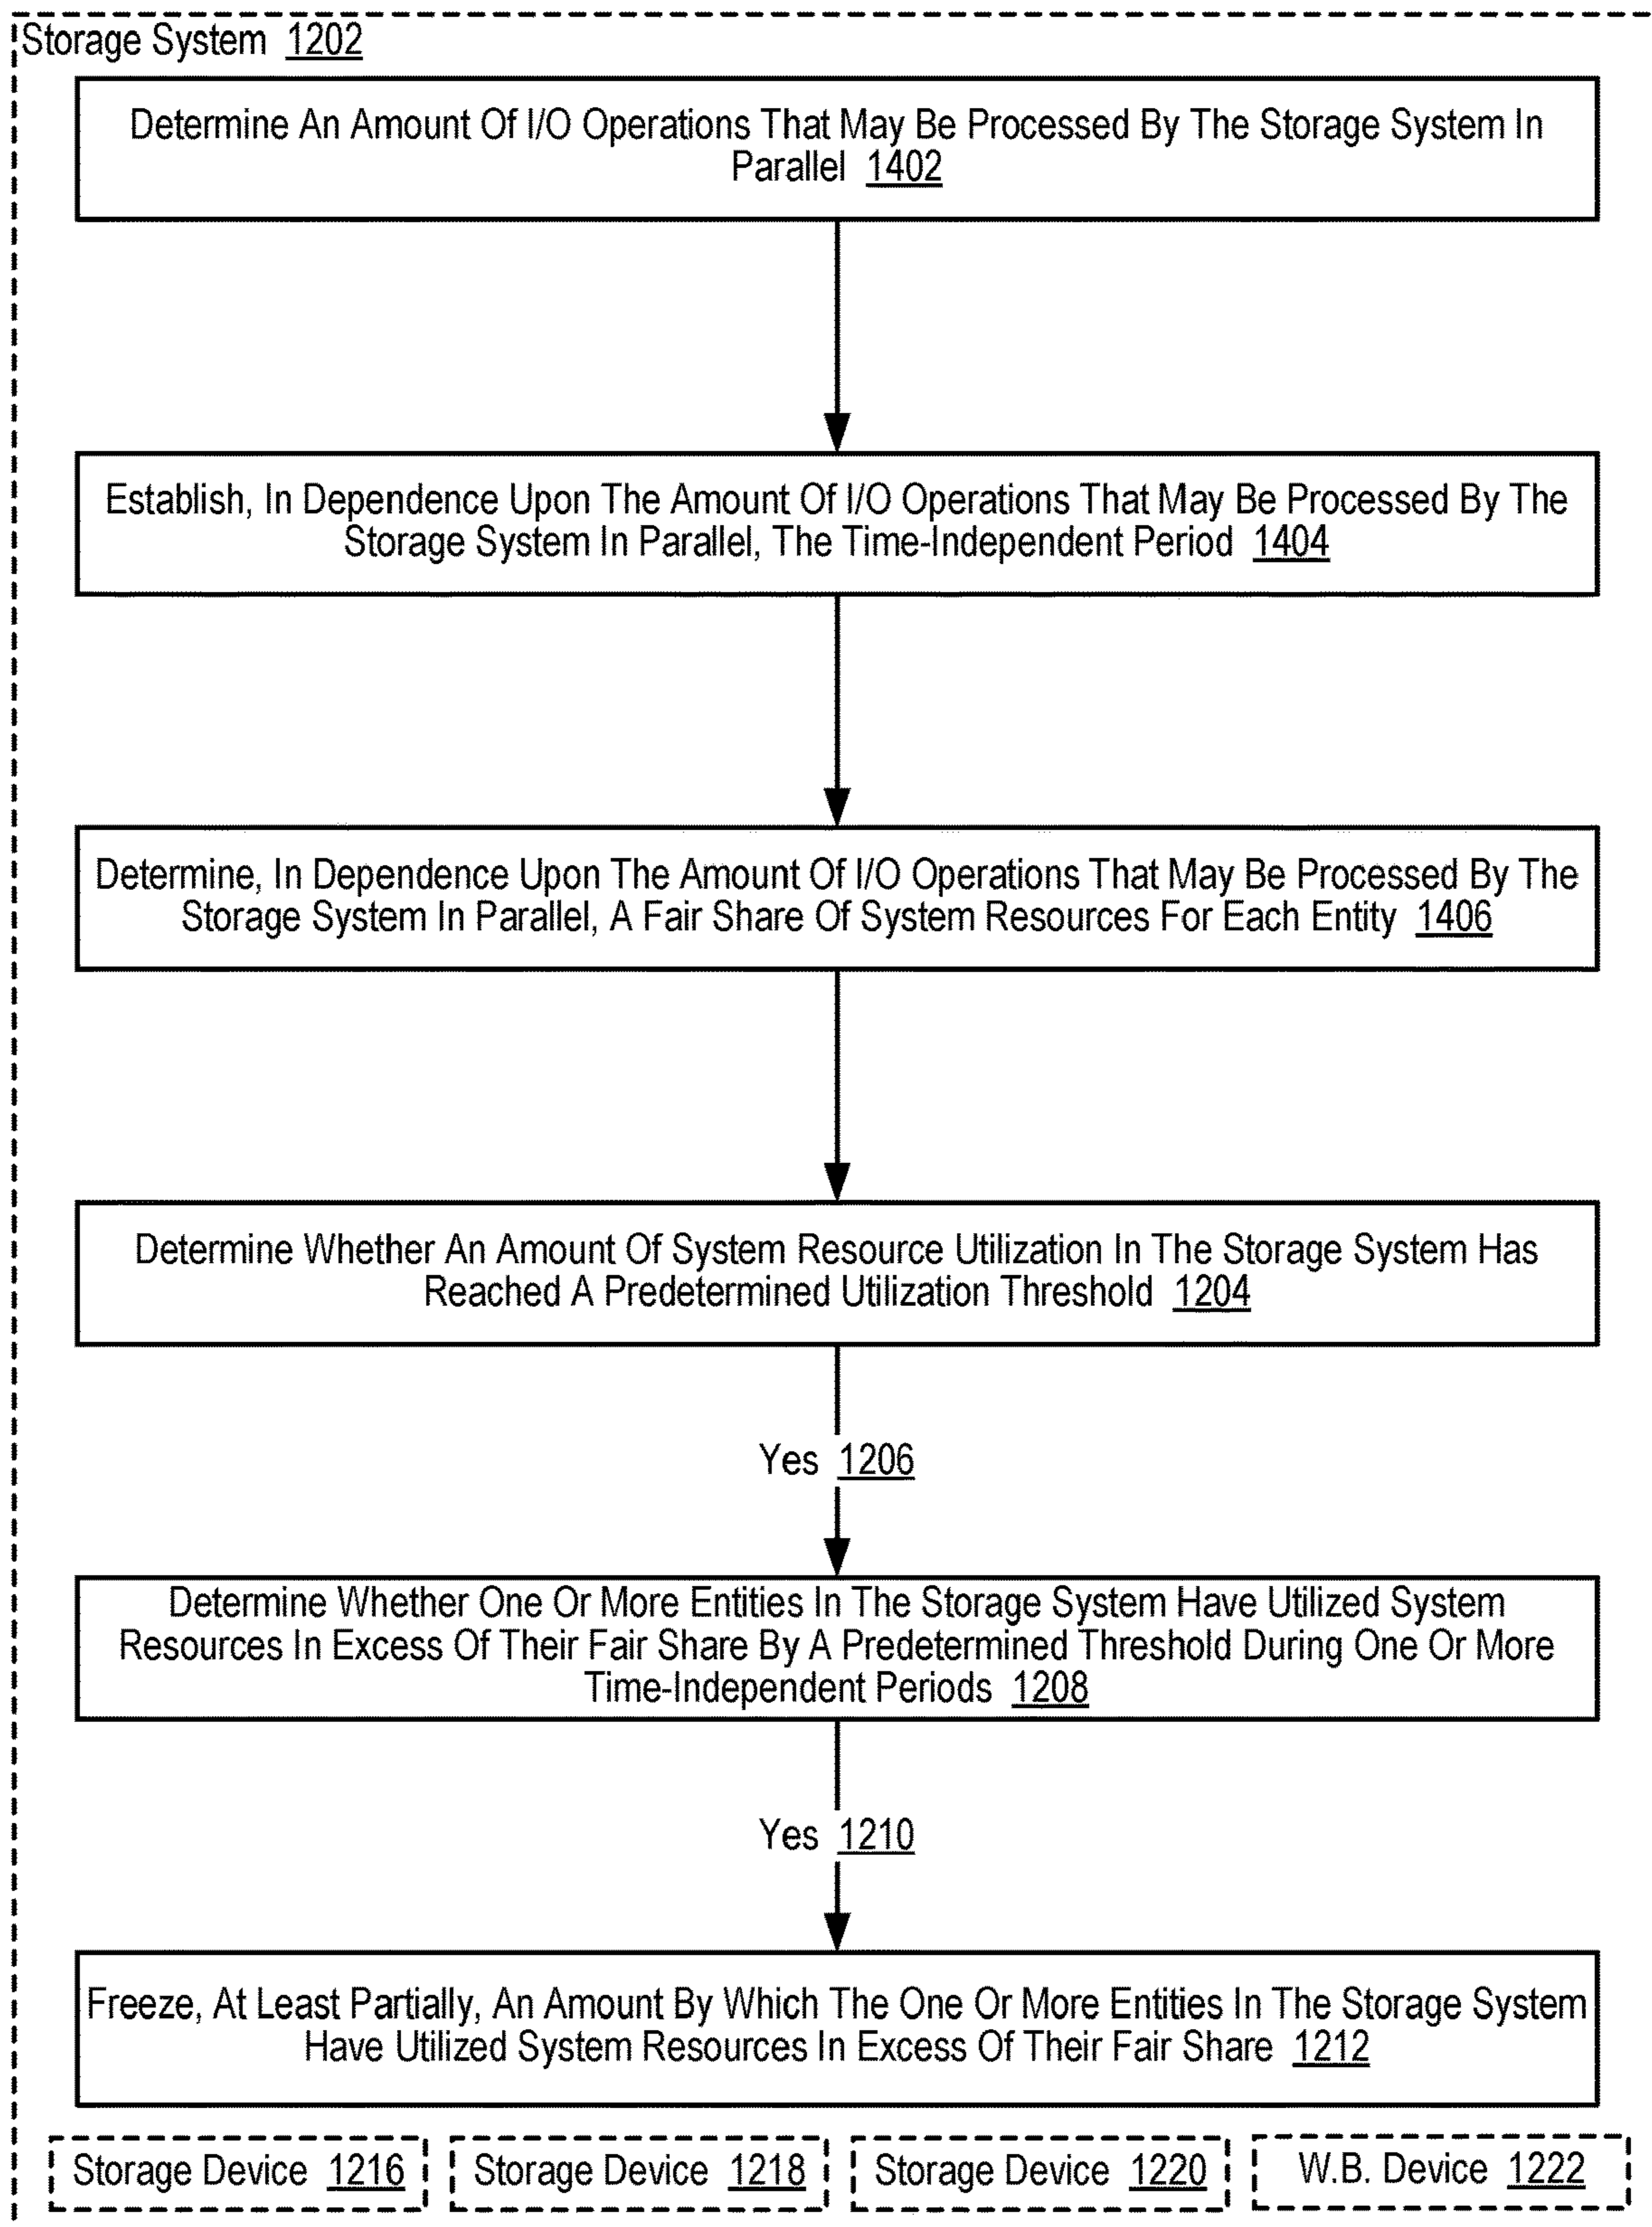 Storage System 1202
Determine An Amount Of I/O Operations That May Be Processed By The Storage System In
Parallel 1402
Establish, In Dependence Upon The Amount Of I/O Operations That May Be Processed By The
Storage System In Parallel, The Time-Independent Period 1404
Determine, In Dependence Upon The Amount Of I/O Operations That May Be Processed By The
Storage System In Parallel, A Fair Share Of System Resources For Each Entity 1406
Determine Whether An Amount Of System Resource Utilization In The Storage System Has
Reached A Predetermined Utilization Threshold 1204
Yes 1206
Determine Whether One Or More Entities In The Storage System Have Utilized System
Resources In Excess Of Their Fair Share By A Predetermined Threshold During One Or More
Time-Independent Periods 1208
Yes 1210
Freeze, At Least Partially, An Amount By Which The One Or More Entities In The Storage System
Have Utilized System Resources In Excess Of Their Fair Share 1212
Storage Device 1216
Storage Device 1218
Storage Device 1220
W.B. Device 1222